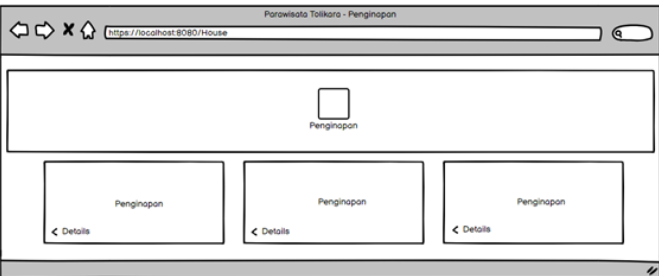 Parawisata Tolikara - Penginapan
https://localhost:8080/House
Penginapan
Penginapan
Penginapan
Penginapan
Details
Details
Details